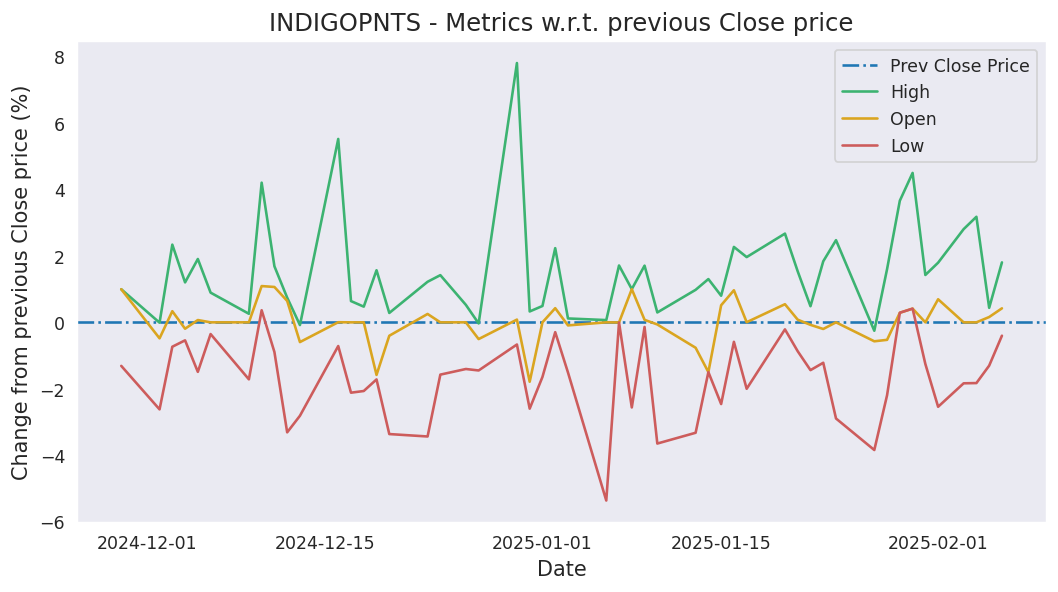 INDIGOPNTS - Metrics w.r.t. previous Close price
Change from previous Close price (%)
8
6
4
2
0
−2
−4
−6
Prev Close Price
High
Open
Low
2024-12-01
2024-12-15
2025-01-01
2025-01-15
2025-02-01
Date